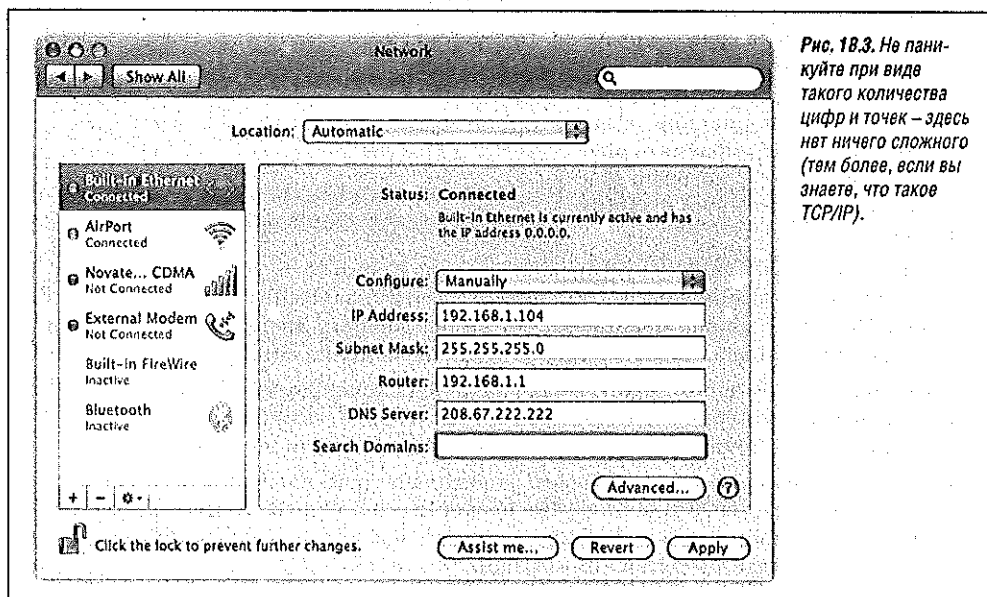 Network
Show All
Location: Automatic
Built-in Ethernet
Connected
AirPort
Connected
Novate... CDMA
Not Connected
External Modem
Not Connected
Built-in FireWire
Inactive
Bluetooth
Inactive
Status: Connected
Built-in Ethernet is currently active and has
the IP address 0.0.0.0.
Configure: Manually
IP Address: 192.168.1.104
Subnet Mask: 255.255.255.0
Router: 192.168.1.1
DNS Server: 208.67.222.222
Search Domains:
Advanced... ?
+ −
Click the lock to prevent further changes.
Assist me... Revert Apply
Рис. 18.3. Не пани-
куйте при виде
такого количества
цифр и точек – здесь
нет ничего сложного
(тем более, если вы
знаете, что такое
TCP/IP).